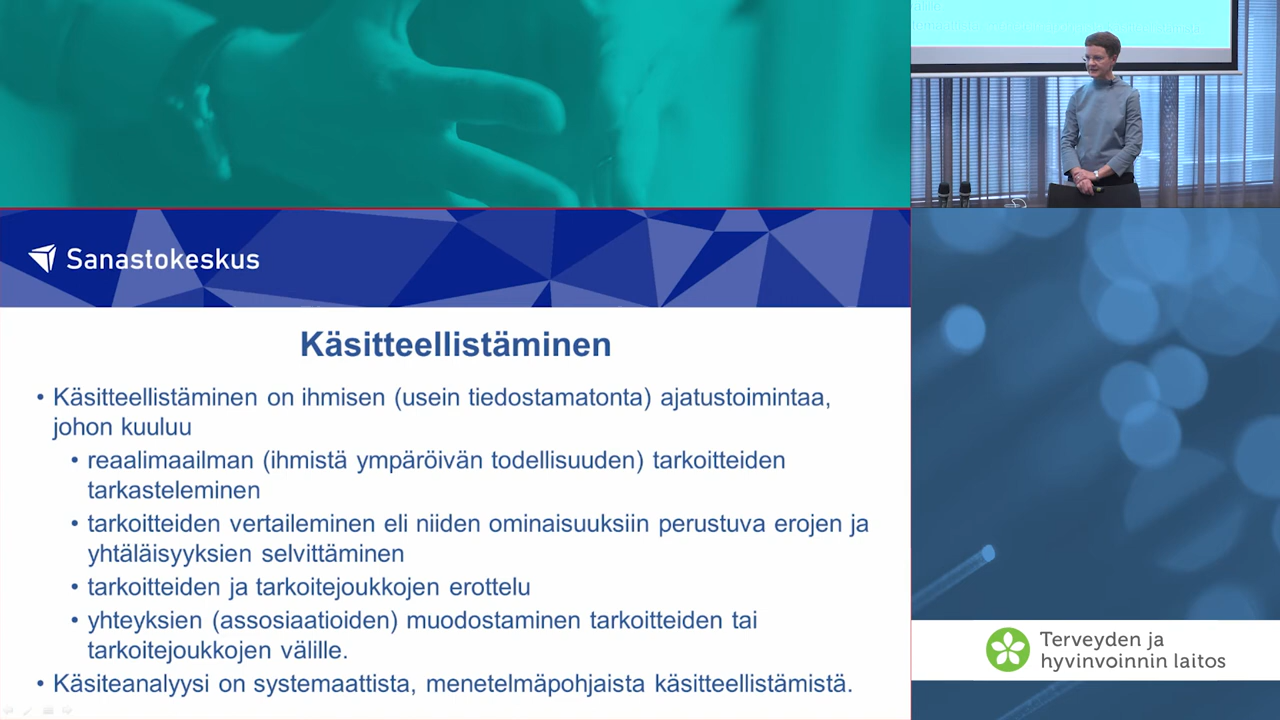 Sanastokeskus
Käsitteellistäminen
• Käsitteellistäminen on ihmisen (usein tiedostamatonta) ajatustoimintaa,
johon kuuluu
• reaalimaailman (ihmistä ympäröivän todellisuuden) tarkoitteiden
tarkasteleminen
• tarkoitteiden vertaileminen eli niiden ominaisuuksiin perustuva erojen ja
yhtäläisyyksien selvittäminen
• tarkoitteiden ja tarkoitejoukkojen erottelu
• yhteyksien (assosiaatioiden) muodostaminen tarkoitteiden tai
tarkoitejoukkojen välille.
• Käsiteanalyysi on systemaattista, menetelmäpohjaista käsitteellistämistä.
Terveyden ja
hyvinvoinnin laitos